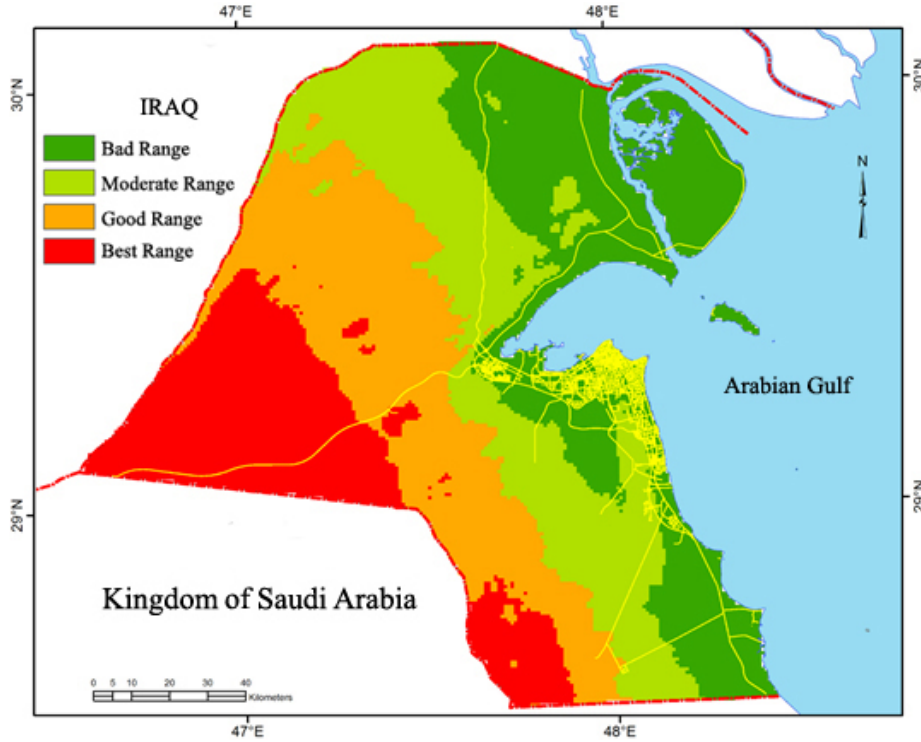 47°E 48°E
30°N 30°N
IRAQ
Bad Range
Moderate Range
Good Range
Best Range
N
Arabian Gulf
29°N 29°N
Kingdom of Saudi Arabia
0 5 10 20 30 40
Kilometers
47°E 48°E